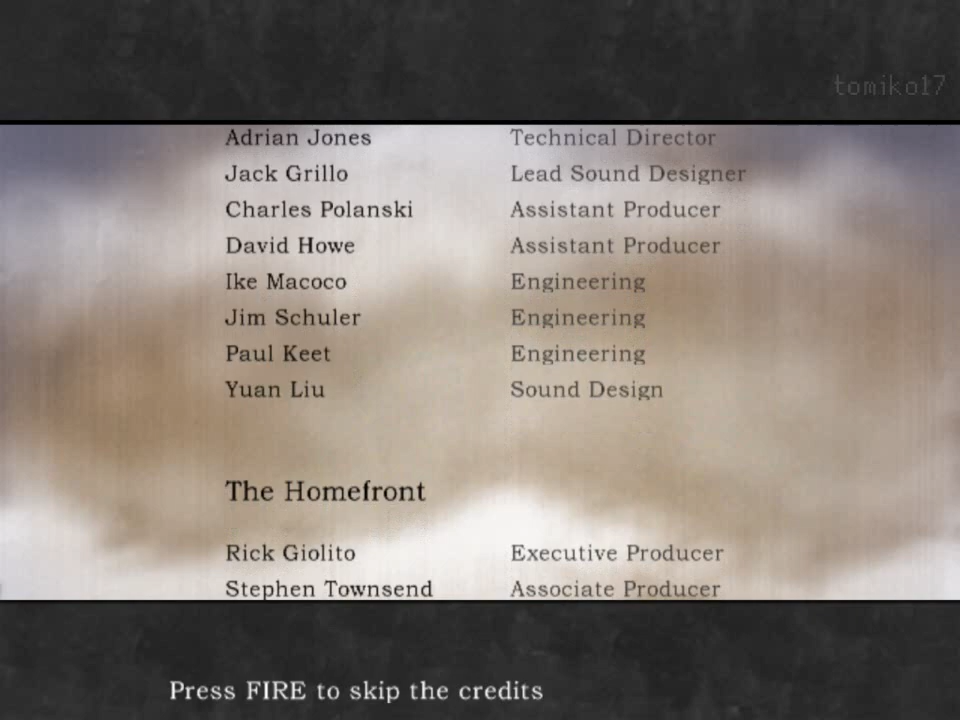 tomiko17
Adrian Jones Technical Director
Jack Grillo Lead Sound Designer
Charles Polanski Assistant Producer
David Howe Assistant Producer
Ike Macoco Engineering
Jim Schuler Engineering
Paul Keet Engineering
Yuan Liu Sound Design
The Homefront
Rick Giolito Executive Producer
Stephen Townsend Associate Producer
Press FIRE to skip the credits